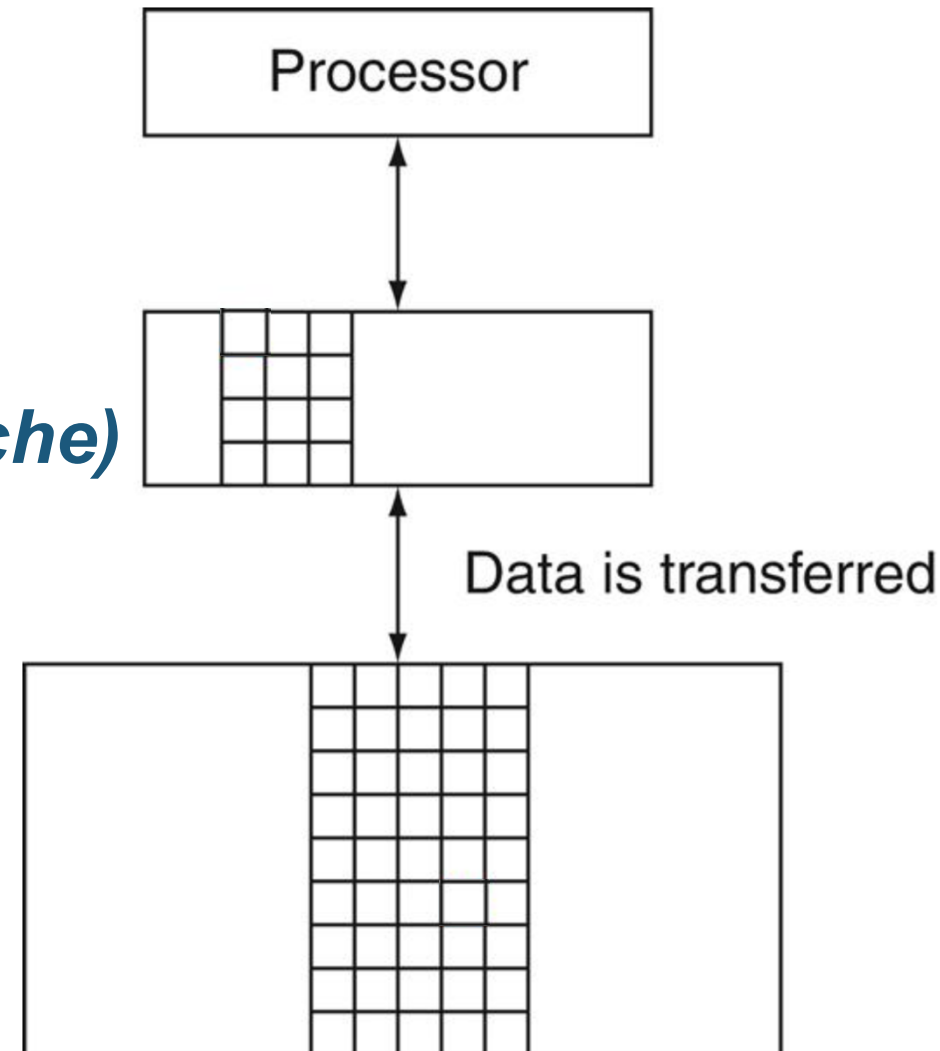 Processor
che)
Data is transferred